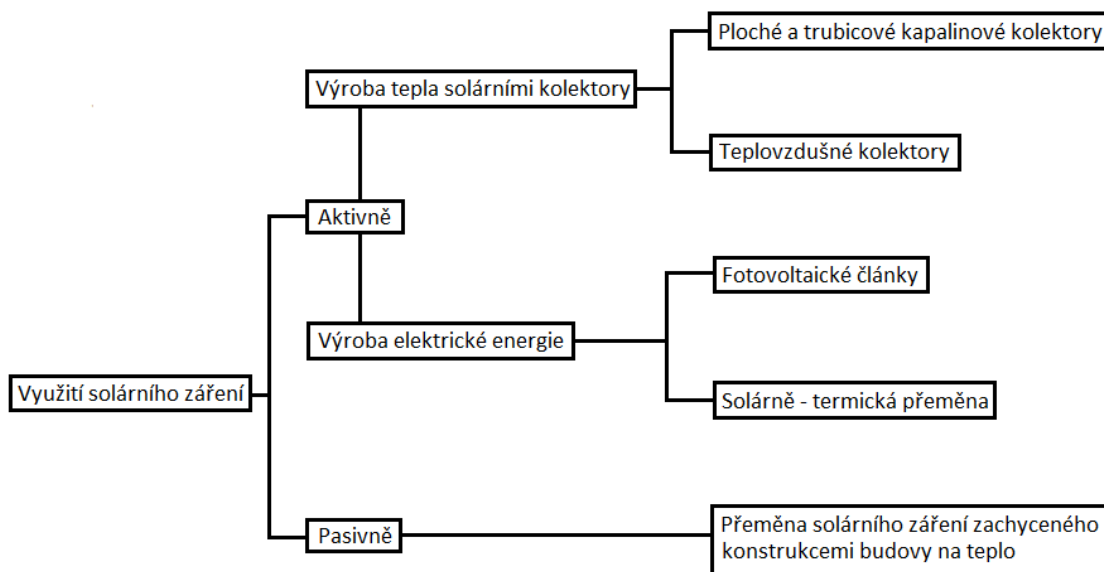 Ploché a trubicové kapalinové kolektory
Výroba tepla solárními kolektory
Teplovzdušné kolektory
Aktivně
Fotovoltaické články
Výroba elektrické energie
Využití solárního záření
Solárně - termická přeměna
Pasivně
Přeměna solárního záření zachyceného
konstrukcemi budovy na teplo